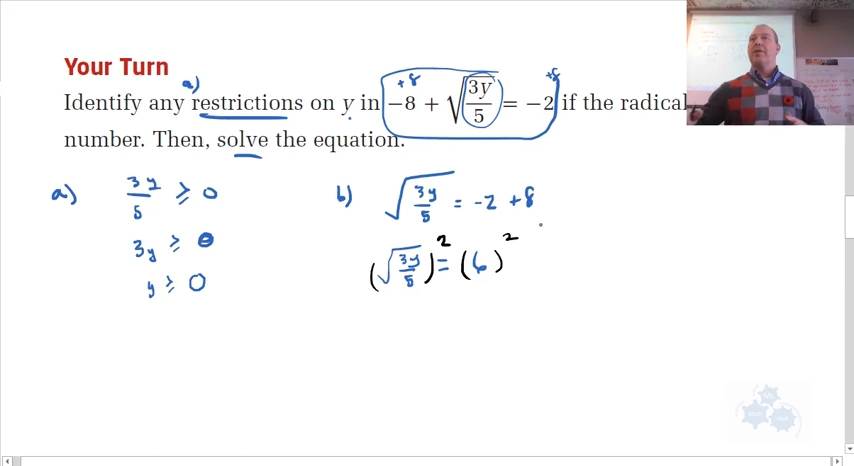 Your Turn
a)
Identify any restrictions on y in −8 + √(3y/5) = −2 if the radical
+8 +8
number. Then, solve the equation.
a) 3y/5 ≥ 0
3y ≥ 0
y ≥ 0
b) √(3y/5) = -2 +8
(√(3y/5))² = (6)²